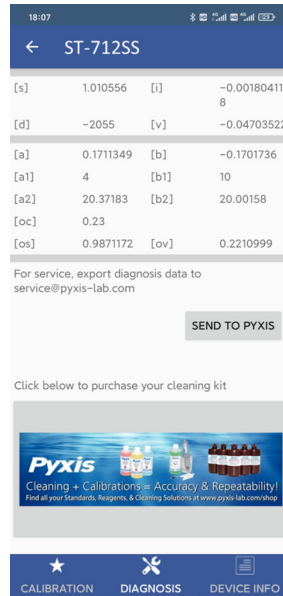 18:07
ST-712SS
[s] 1.010556 [i] -0.00180411
8
[d] -2055 [v] -0.04703522
[a] 0.1711349 [b] -0.1701736
[a1] 4 [b1] 10
[a2] 20.37183 [b2] 20.00158
[oc] 0.23
[os] 0.9871172 [ov] 0.2210999
For service, export diagnosis data to
service@pyxis-lab.com
SEND TO PYXIS
Click below to purchase your cleaning kit
Pyxis
Cleaning + Calibrations = Accuracy & Repeatability!
Find all your Standards, Reagents, & Cleaning Solutions at www.pyxis-lab.com/shop
CALIBRATION DIAGNOSIS DEVICE INFO